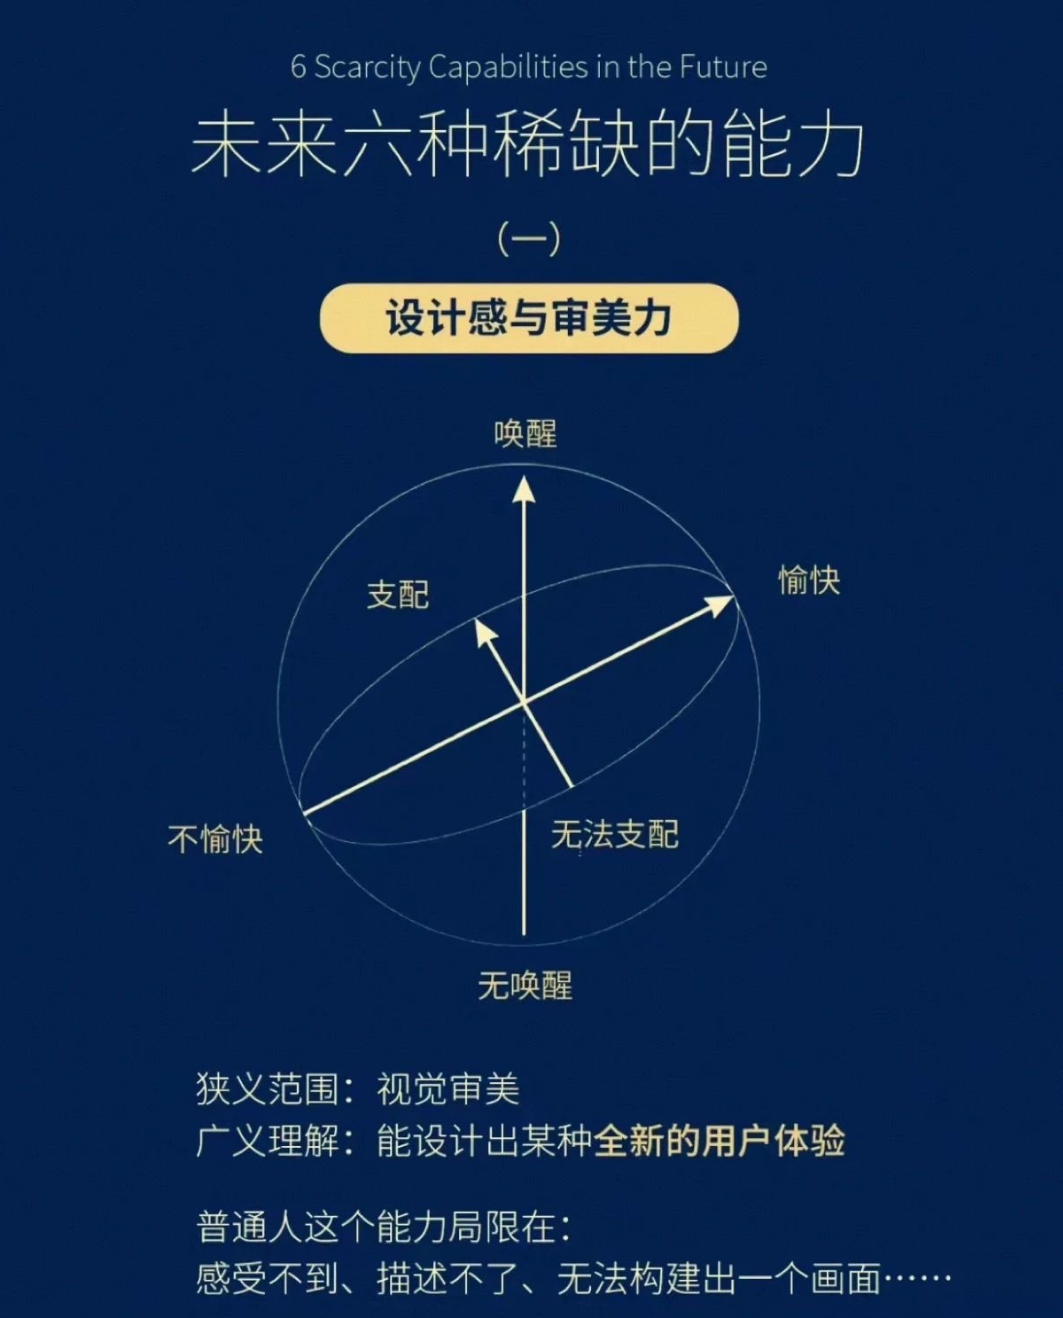 6 Scarcity Capabilities in the Future
未来六种稀缺的能力
（一）
设计感与审美力
唤醒
支配
愉快
不愉快
无法支配
无唤醒
狭义范围：视觉审美
广义理解：能设计出某种全新的用户体验
普通人这个能力局限在：
感受不到、描述不了、无法构建出一个画面……